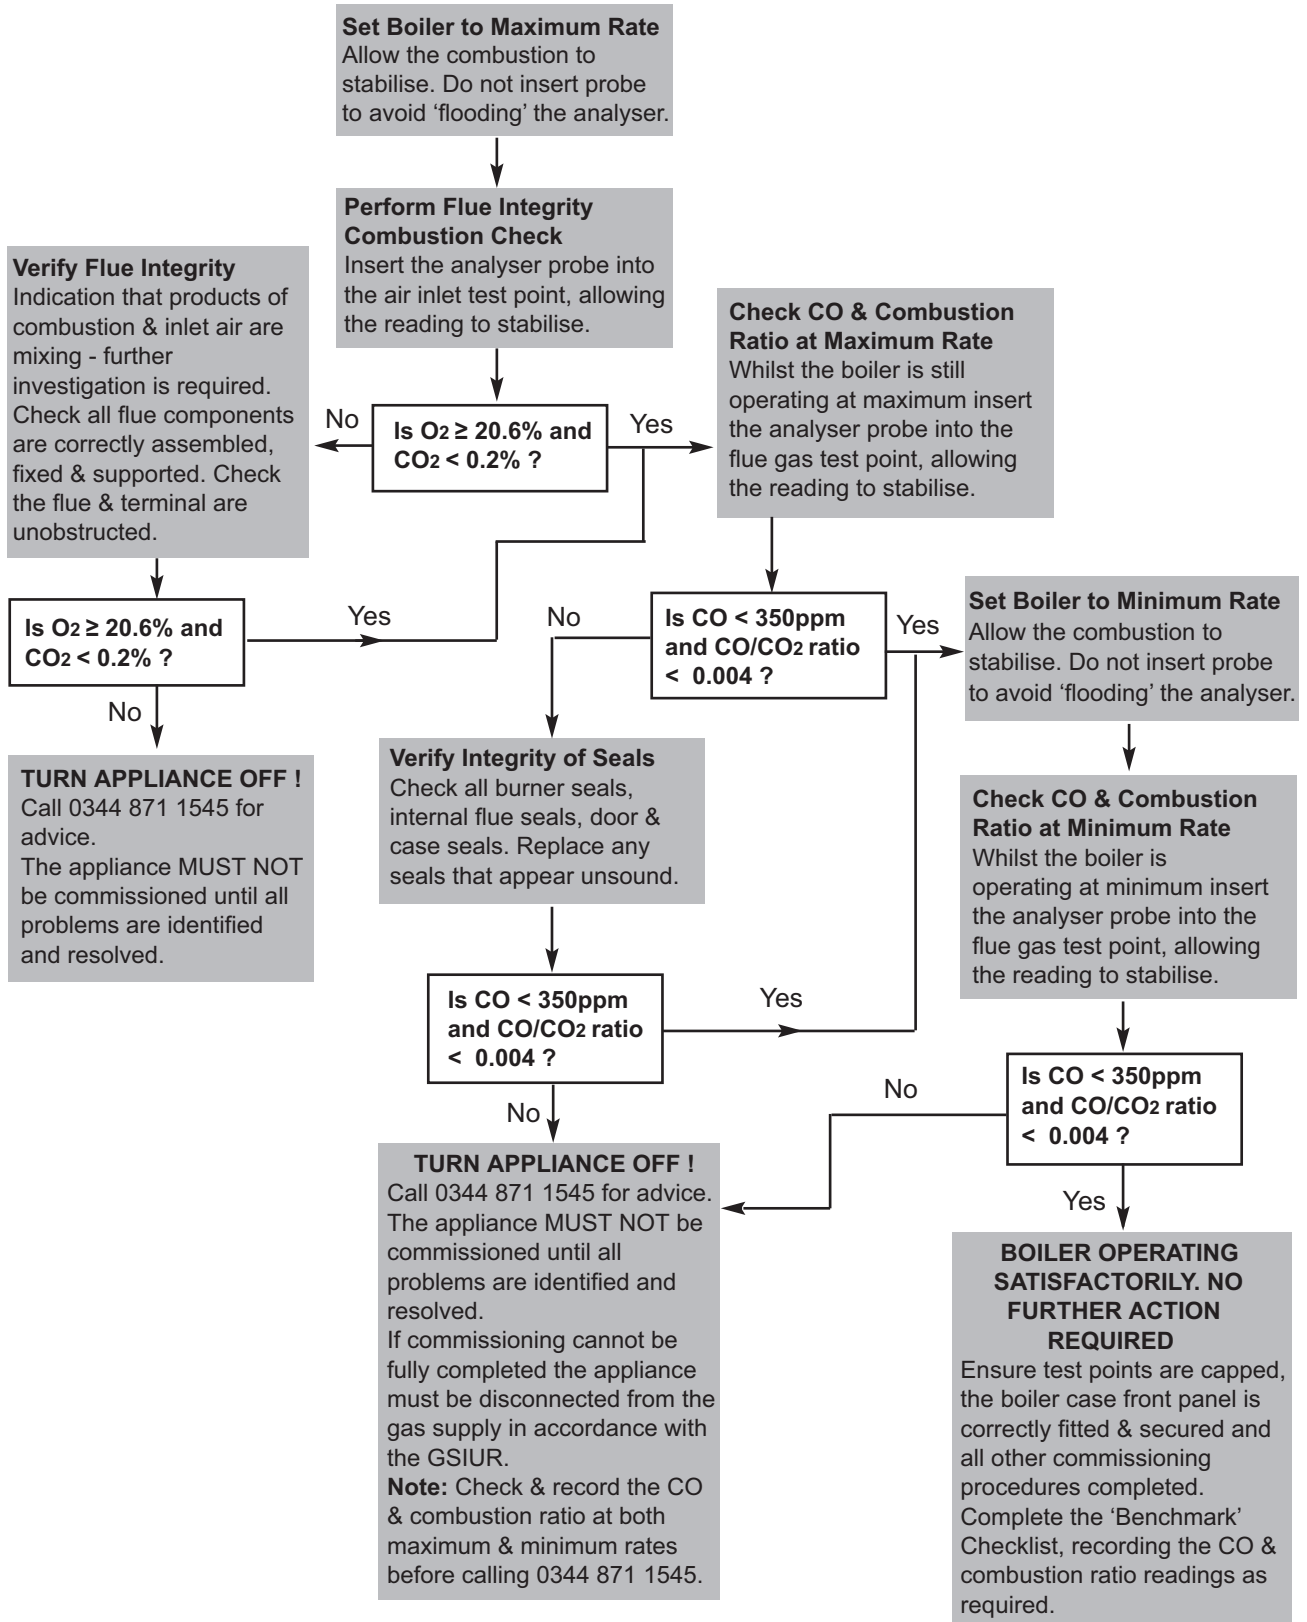 Set Boiler to Maximum Rate
Allow the combustion to
stabilise. Do not insert probe
to avoid ‘flooding’ the analyser.
Perform Flue Integrity
Combustion Check
Insert the analyser probe into
the air inlet test point, allowing
the reading to stabilise.
Verify Flue Integrity
Indication that products of
combustion & inlet air are
mixing - further
investigation is required.
Check all flue components
are correctly assembled,
fixed & supported. Check
the flue & terminal are
unobstructed.
No
Is O2 ≥ 20.6% and
CO2 < 0.2% ?
Yes
Check CO & Combustion
Ratio at Maximum Rate
Whilst the boiler is still
operating at maximum insert
the analyser probe into the
flue gas test point, allowing
the reading to stabilise.
Is O2 ≥ 20.6% and
CO2 < 0.2% ?
Yes
No
TURN APPLIANCE OFF !
Call 0344 871 1545 for
advice.
The appliance MUST NOT
be commissioned until all
problems are identified
and resolved.
No
Is CO < 350ppm
and CO/CO2 ratio
< 0.004 ?
Yes
Set Boiler to Minimum Rate
Allow the combustion to
stabilise. Do not insert probe
to avoid ‘flooding’ the analyser.
Verify Integrity of Seals
Check all burner seals,
internal flue seals, door &
case seals. Replace any
seals that appear unsound.
Check CO & Combustion
Ratio at Minimum Rate
Whilst the boiler is
operating at minimum insert
the analyser probe into the
flue gas test point, allowing
the reading to stabilise.
Is CO < 350ppm
and CO/CO2 ratio
< 0.004 ?
Yes
No
Is CO < 350ppm
and CO/CO2 ratio
< 0.004 ?
No
Yes
TURN APPLIANCE OFF !
Call 0344 871 1545 for advice.
The appliance MUST NOT be
commissioned until all
problems are identified and
resolved.
If commissioning cannot be
fully completed the appliance
must be disconnected from the
gas supply in accordance with
the GSIUR.
Note: Check & record the CO
& combustion ratio at both
maximum & minimum rates
before calling 0344 871 1545.
BOILER OPERATING
SATISFACTORILY. NO
FURTHER ACTION
REQUIRED
Ensure test points are capped,
the boiler case front panel is
correctly fitted & secured and
all other commissioning
procedures completed.
Complete the ‘Benchmark’
Checklist, recording the CO &
combustion ratio readings as
required.